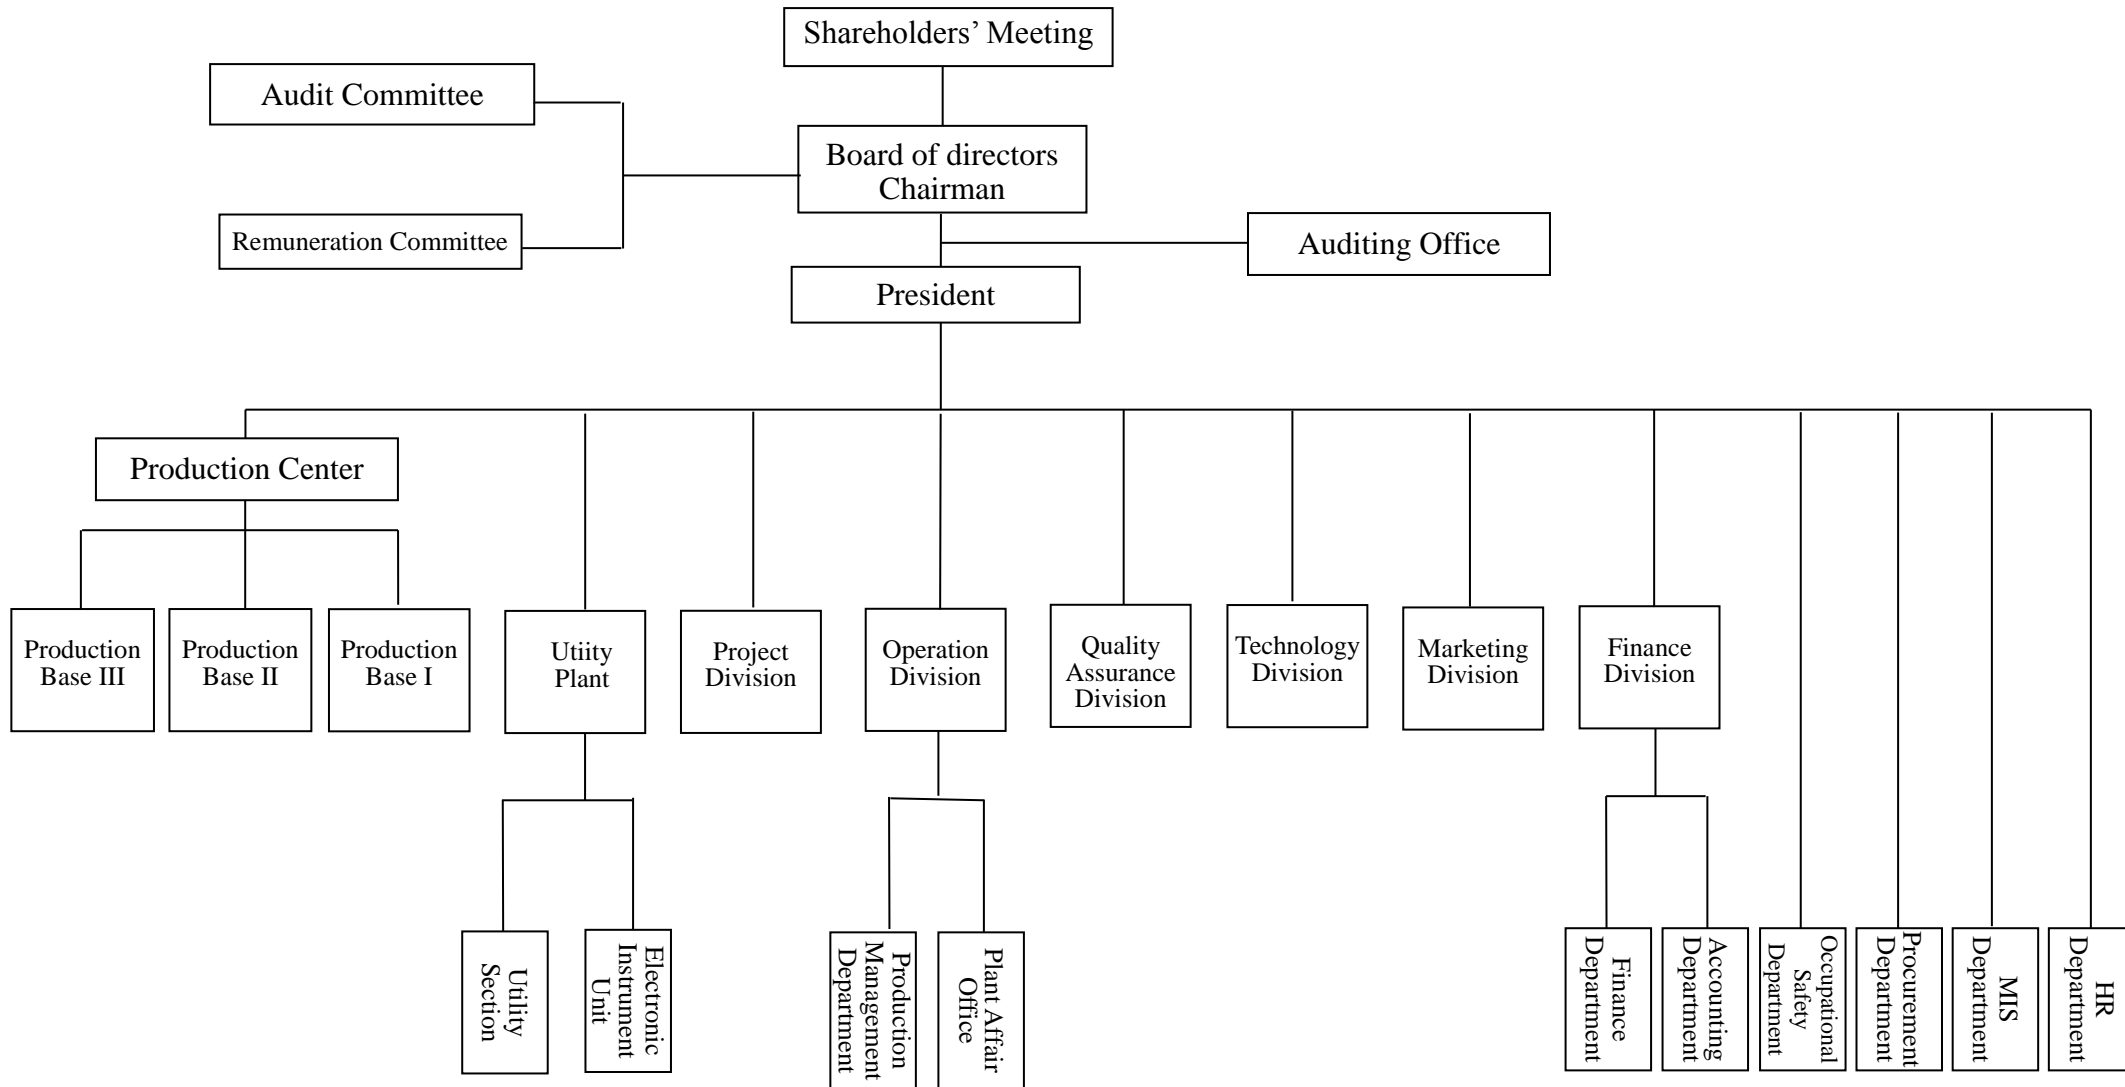 Shareholders’ Meeting
Audit Committee
Board of directors
Chairman
Remuneration Committee
Auditing Office
President
Production Center
Production
Base III
Production
Base II
Production
Base I
Utiity
Plant
Project
Division
Operation
Division
Quality
Assurance
Division
Technology
Division
Marketing
Division
Finance
Division
Utility
Section
Electronic
Instrument
Unit
Production
Management
Department
Plant Affair
Office
Finance
Department
Accounting
Department
Occupational
Safety
Department
Procurement
Department
MIS
Department
HR
Department